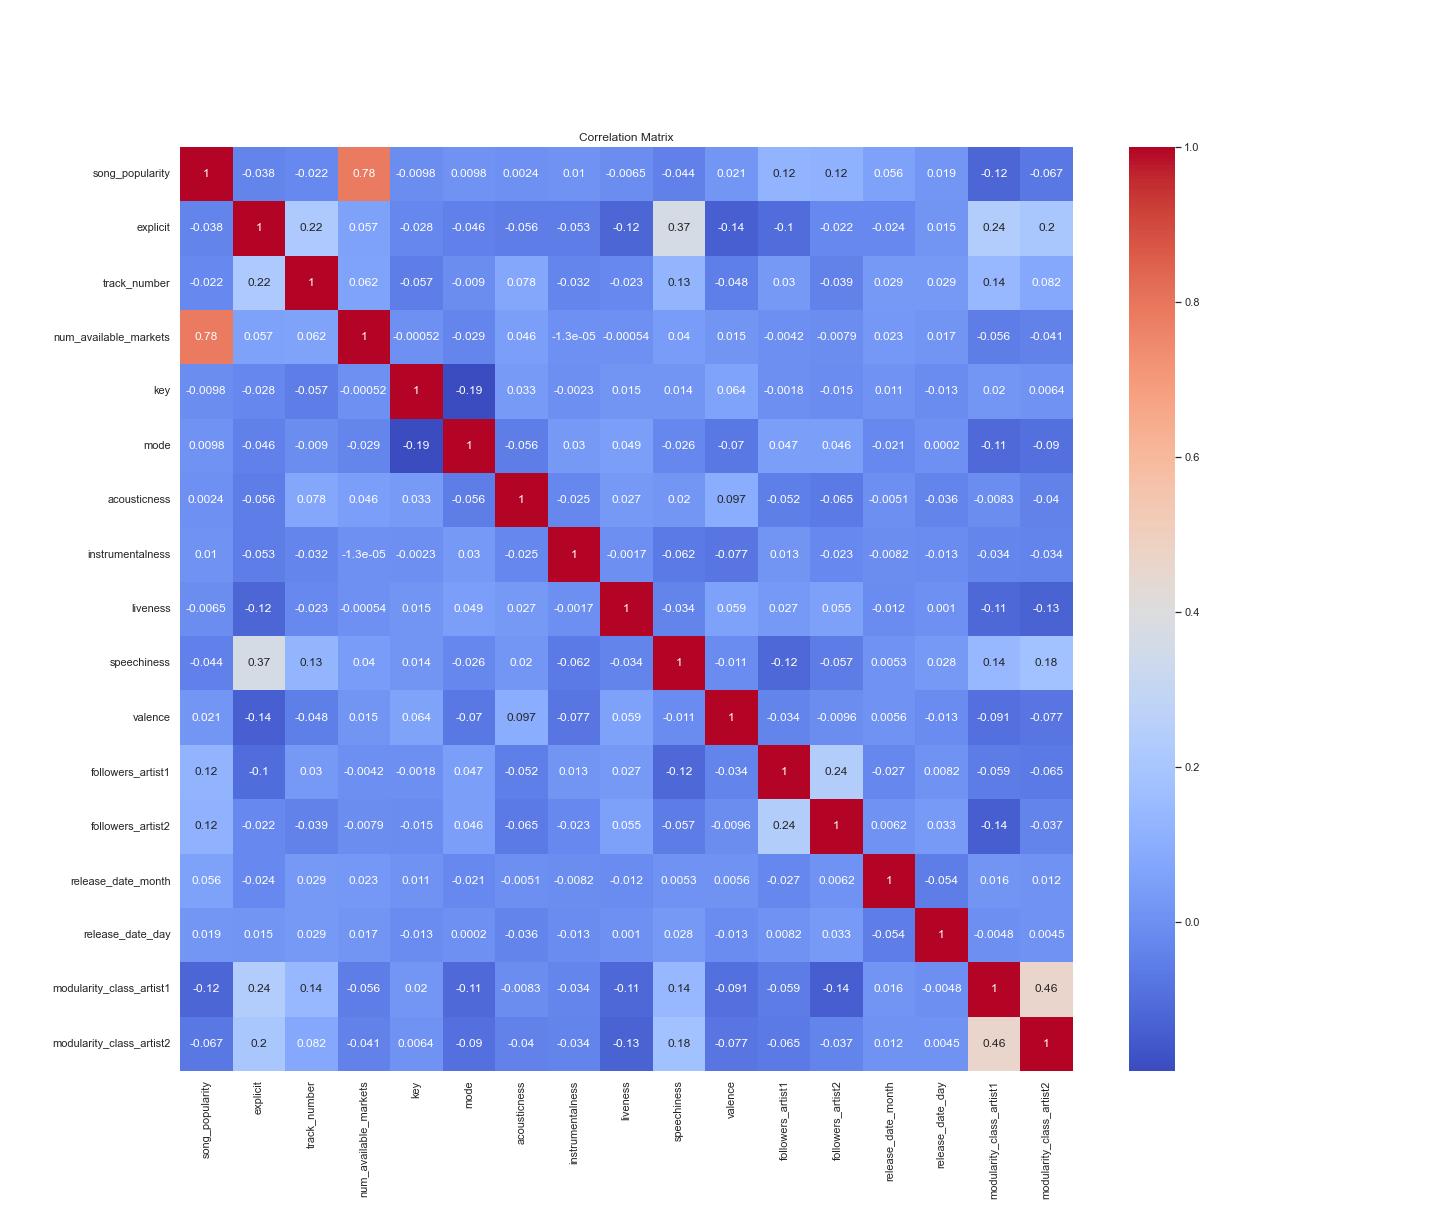 Correlation Matrix
song_popularity 1 -0.038 -0.022 0.78 -0.0098 0.0098 0.0024 0.01 -0.0065 -0.044 0.021 0.12 0.12 0.056 0.019 -0.12 -0.067
explicit -0.038 1 0.22 0.057 -0.028 -0.046 -0.056 -0.053 -0.12 0.37 -0.14 -0.1 -0.022 -0.024 0.015 0.24 0.2
track_number -0.022 0.22 1 0.062 -0.057 -0.009 0.078 -0.032 -0.023 0.13 -0.048 0.03 -0.039 0.029 0.029 0.14 0.082
num_available_markets 0.78 0.057 0.062 1 -0.00052 -0.029 0.046 -1.3e-05 -0.00054 0.04 0.015 -0.0042 -0.0079 0.023 0.017 -0.056 -0.041
key -0.0098 -0.028 -0.057 -0.00052 1 -0.19 0.033 -0.0023 0.015 0.014 0.064 -0.0018 -0.015 0.011 -0.013 0.02 0.0064
mode 0.0098 -0.046 -0.009 -0.029 -0.19 1 -0.056 0.03 0.049 -0.026 -0.07 0.047 0.046 -0.021 0.0002 -0.11 -0.09
acousticness 0.0024 -0.056 0.078 0.046 0.033 -0.056 1 -0.025 0.027 0.02 0.097 -0.052 -0.065 -0.0051 -0.036 -0.0083 -0.04
instrumentalness 0.01 -0.053 -0.032 -1.3e-05 -0.0023 0.03 -0.025 1 -0.0017 -0.062 -0.077 0.013 -0.023 -0.0082 -0.013 -0.034 -0.034
liveness -0.0065 -0.12 -0.023 -0.00054 0.015 0.049 0.027 -0.0017 1 -0.034 0.059 0.027 0.055 -0.012 0.001 -0.11 -0.13
speechiness -0.044 0.37 0.13 0.04 0.014 -0.026 0.02 -0.062 -0.034 1 -0.011 -0.12 -0.057 0.0053 0.028 0.14 0.18
valence 0.021 -0.14 -0.048 0.015 0.064 -0.07 0.097 -0.077 0.059 -0.011 1 -0.034 -0.0096 0.0056 -0.013 -0.091 -0.077
followers_artist1 0.12 -0.1 0.03 -0.0042 -0.0018 0.047 -0.052 0.013 0.027 -0.12 -0.034 1 0.24 -0.027 0.0082 -0.059 -0.065
followers_artist2 0.12 -0.022 -0.039 -0.0079 -0.015 0.046 -0.065 -0.023 0.055 -0.057 -0.0096 0.24 1 0.0062 0.033 -0.14 -0.037
release_date_month 0.056 -0.024 0.029 0.023 0.011 -0.021 -0.0051 -0.0082 -0.012 0.0053 0.0056 -0.027 0.0062 1 -0.054 0.016 0.012
release_date_day 0.019 0.015 0.029 0.017 -0.013 0.0002 -0.036 -0.013 0.001 0.028 -0.013 0.0082 0.033 -0.054 1 -0.0048 0.0045
modularity_class_artist1 -0.12 0.24 0.14 -0.056 0.02 -0.11 -0.0083 -0.034 -0.11 0.14 -0.091 -0.059 -0.14 0.016 -0.0048 1 0.46
modularity_class_artist2 -0.067 0.2 0.082 -0.041 0.0064 -0.09 -0.04 -0.034 -0.13 0.18 -0.077 -0.065 -0.037 0.012 0.0045 0.46 1
song_popularity
explicit
track_number
num_available_markets
key
mode
acousticness
instrumentalness
liveness
speechiness
valence
followers_artist1
followers_artist2
release_date_month
release_date_day
modularity_class_artist1
modularity_class_artist2
1.0
0.8
0.6
0.4
0.2
0.0